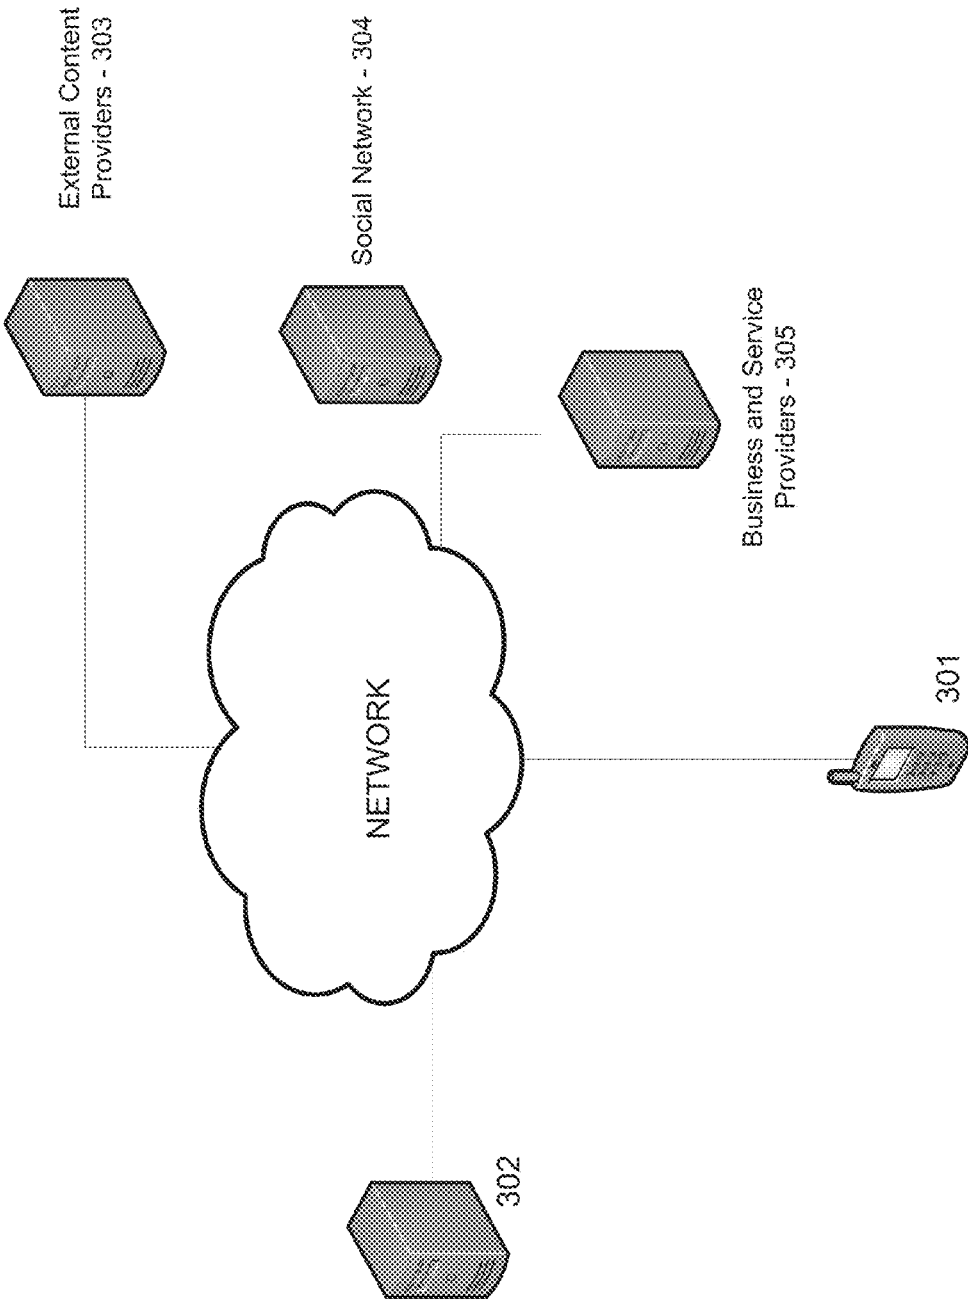 External Content
Providers - 303
Social Network - 304
Business and Service
Providers - 305
NETWORK
301
302